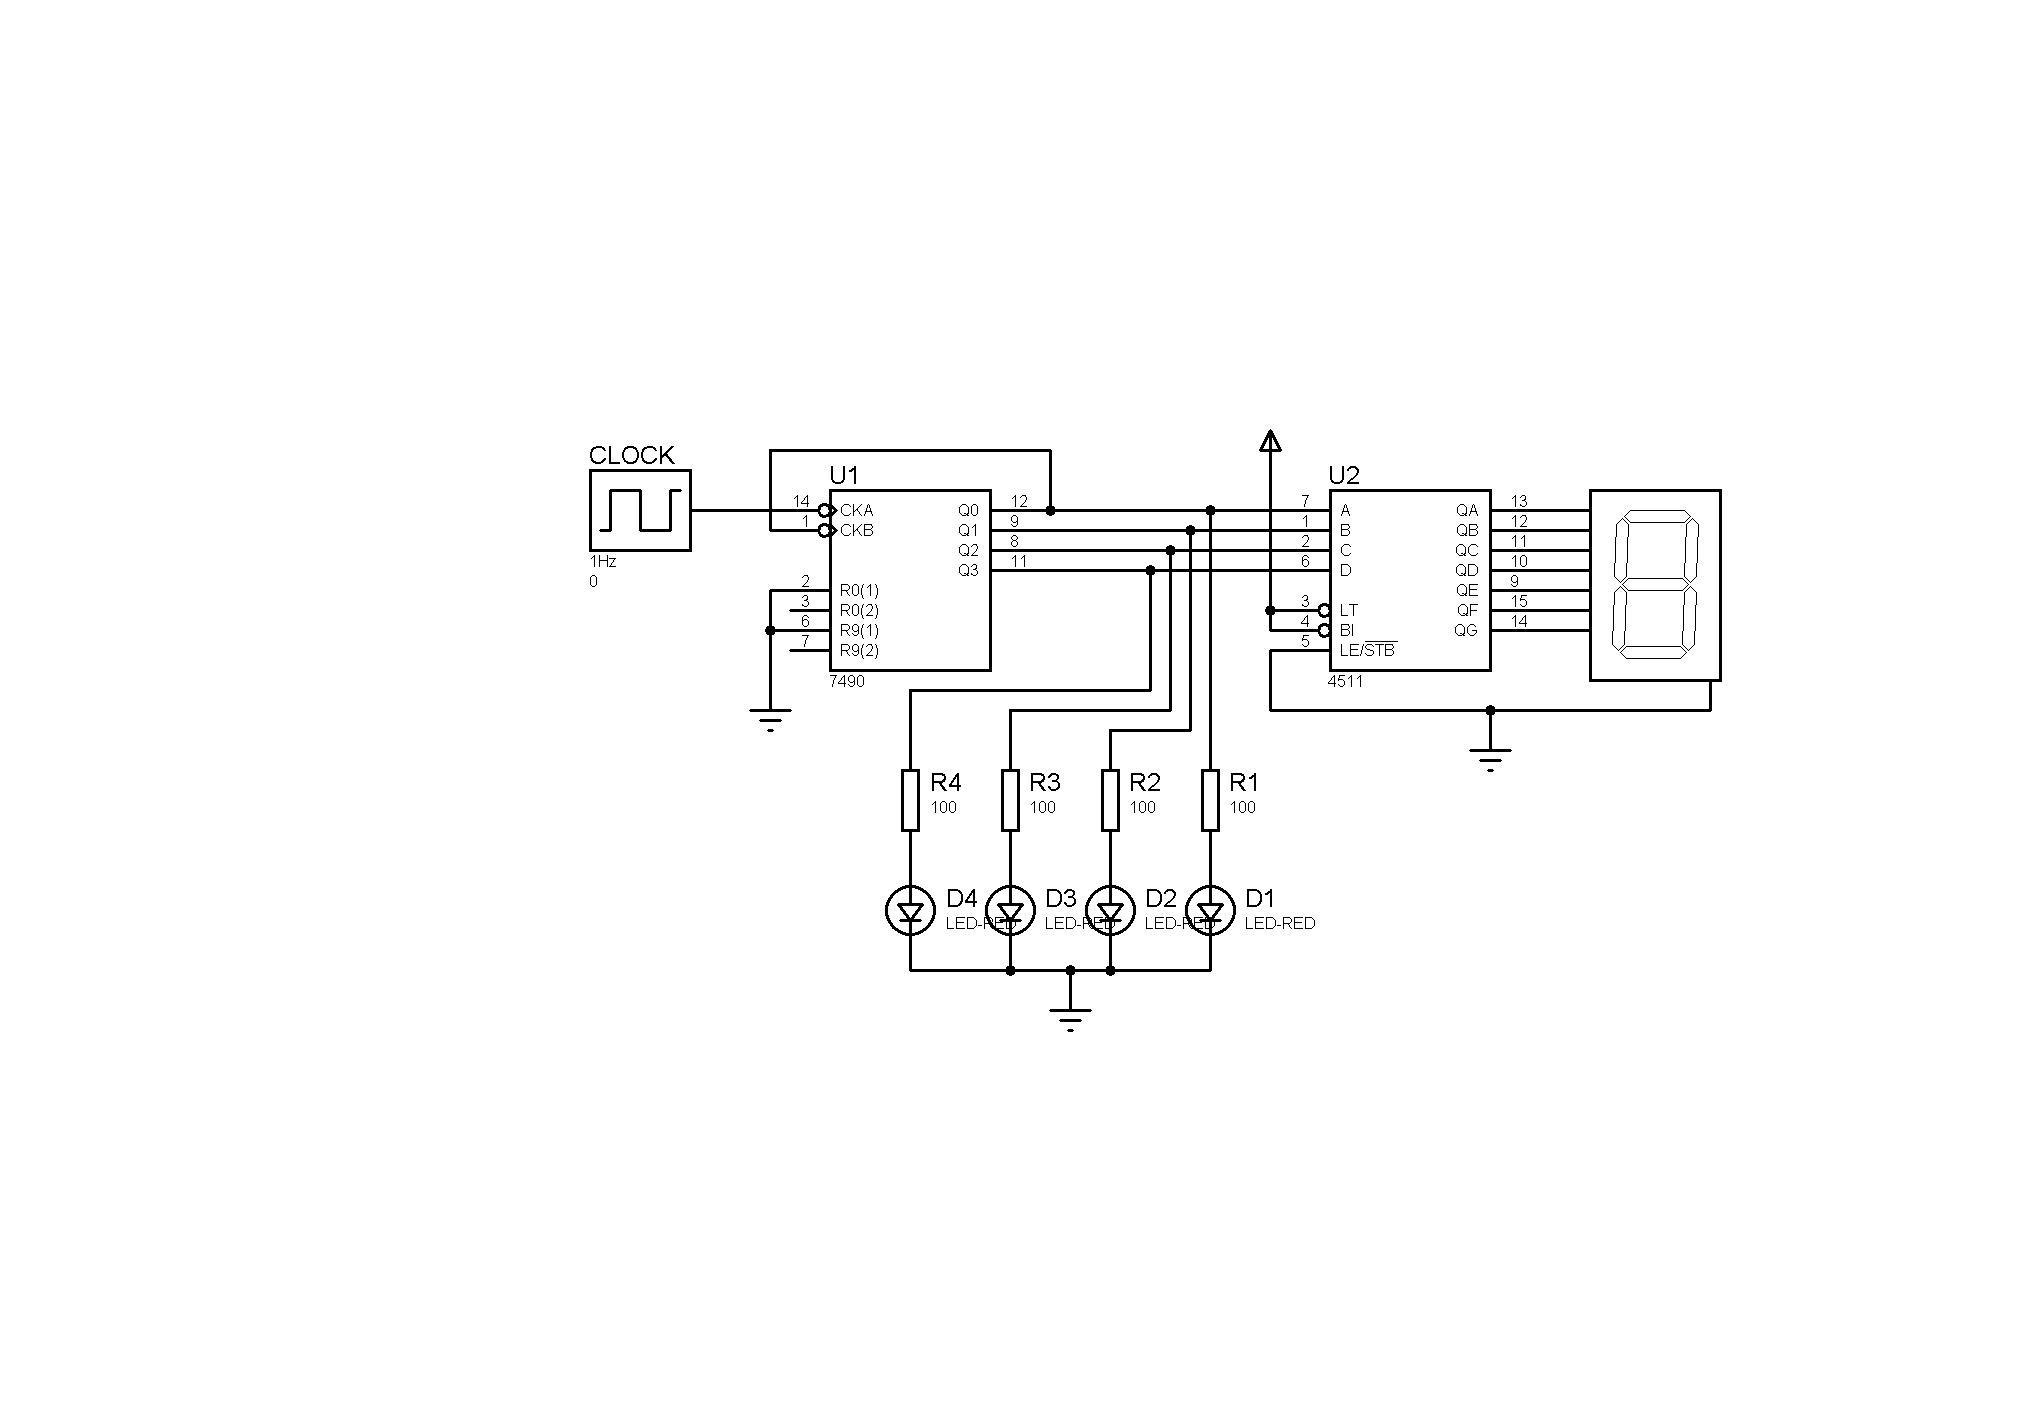 CLOCK
1Hz
0
U1
14 CKA
1 CKB
2 R0(1)
3 R0(2)
6 R9(1)
7 R9(2)
Q0 12
Q1 9
Q2 8
Q3 11
7490
U2
7 A
1 B
2 C
6 D
3 LT
4 BI
5 LE/STB
QA 13
QB 12
QC 11
QD 10
QE 9
QF 15
QG 14
4511
R4
100
R3
100
R2
100
R1
100
D4
LED-RED
D3
LED-RED
D2
LED-RED
D1
LED-RED